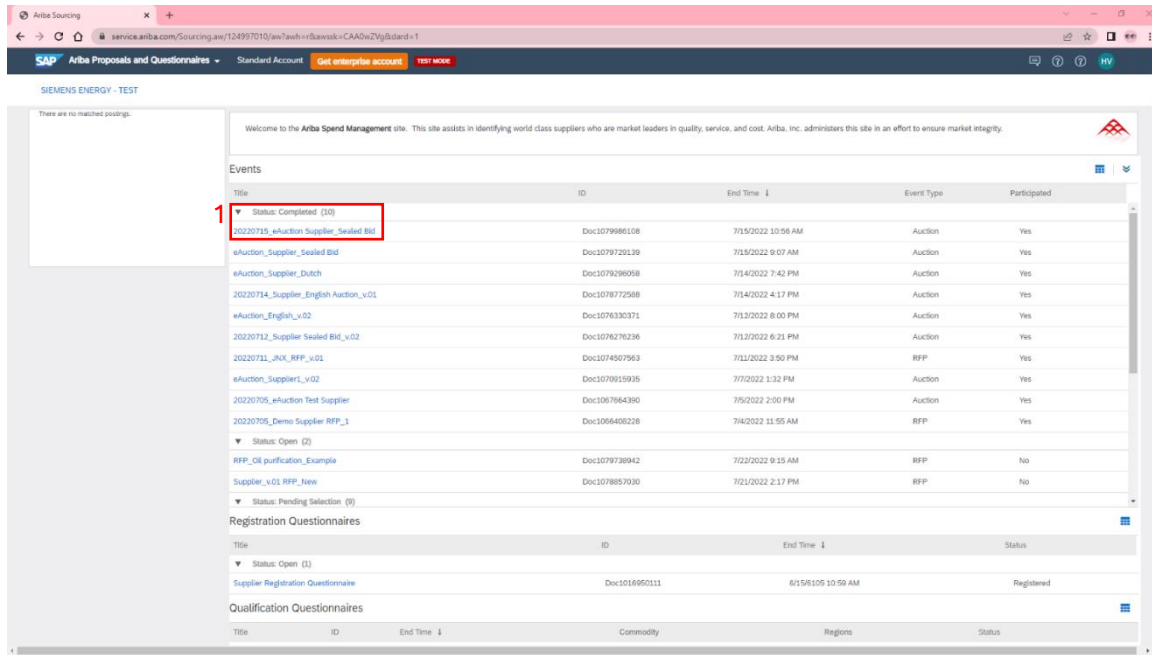 Ariba Sourcing
service.ariba.com/Sourcing.aw/124997010/aw?awh=r&awssk=CAA0wZVg&dard=1
SAP Ariba Proposals and Questionnaires Standard Account Get enterprise account TEST MODE HV
SIEMENS ENERGY - TEST
There are no matched postings.
Welcome to the Ariba Spend Management site. This site assists in identifying world class suppliers who are market leaders in quality, service, and cost. Ariba, Inc. administers this site in an effort to ensure market integrity.
Events
Title ID End Time ↓ Event Type Participated
1
▼ Status: Completed (10)
20220715_eAuction Supplier_Sealed Bid Doc1079986108 7/15/2022 10:56 AM Auction Yes
eAuction_Supplier_Sealed Bid Doc1079729139 7/15/2022 9:07 AM Auction Yes
eAuction_Supplier_Dutch Doc1079296058 7/14/2022 7:42 PM Auction Yes
20220714_Supplier_English Auction_v.01 Doc1078772588 7/14/2022 4:17 PM Auction Yes
eAuction_English_v.02 Doc1076330371 7/12/2022 8:00 PM Auction Yes
20220712_Supplier Sealed Bid_v.02 Doc1076276236 7/12/2022 6:21 PM Auction Yes
20220711_JNX_RFP_v.01 Doc1074507563 7/11/2022 3:50 PM RFP Yes
eAuction_Supplier1_v.02 Doc1070915935 7/7/2022 1:32 PM Auction Yes
20220705_eAuction Test Supplier Doc1067664390 7/5/2022 2:00 PM Auction Yes
20220705_Demo Supplier RFP_1 Doc1066408228 7/4/2022 11:55 AM RFP Yes
▼ Status: Open (2)
RFP_Oil purification_Example Doc1079738942 7/22/2022 9:15 AM RFP No
Supplier_v.01 RFP_New Doc1078857030 7/21/2022 2:17 PM RFP No
▼ Status: Pending Selection (9)
Registration Questionnaires
Title ID End Time ↓ Status
▼ Status: Open (1)
Supplier Registration Questionnaire Doc1016950111 6/15/6105 10:59 AM Registered
Qualification Questionnaires
Title ID End Time ↓ Commodity Regions Status